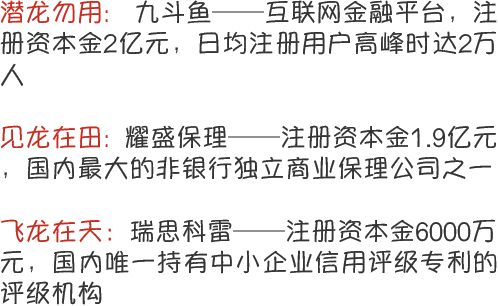 潜龙勿用： 九斗鱼——互联网金融平台，注
册资本金2亿元，日均注册用户高峰时达2万
人
见龙在田：耀盛保理——注册资本金1.9亿元
，国内最大的非银行独立商业保理公司之一
飞龙在天：瑞思科雷——注册资本金6000万
元，国内唯一持有中小企业信用评级专利的
评级机构